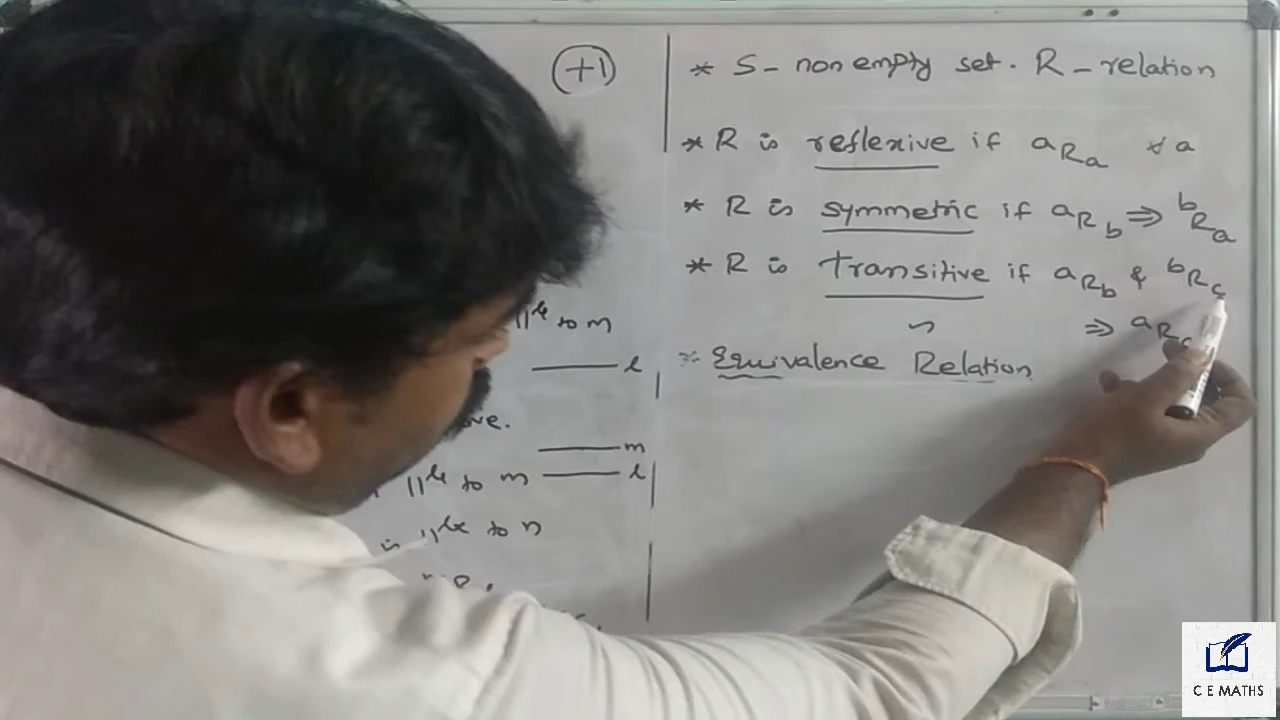 +1
* S - non empty set. R - relation
* R is reflexive if aRa ∀ a
* R is symmetric if aRb ⇒ bRa
* R is transitive if aRb & bRc
⇒ aRc
* Equivalence Relation
||le to m
l
m
||le to m
l
is ||le to n
C E MATHS